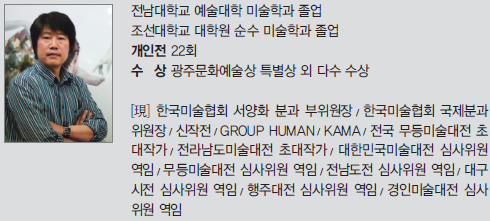 전남대학교 예술대학 미술학과 졸업
조선대학교 대학원 순수 미술학과 졸업
개인전 22회
수 상 광주문화예술상 특별상 외 다수 수상
[現] 한국미술협회 서양화 분과 부위원장 / 한국미술협회 국제분과
위원장 / 신작전 / GROUP HUMAN / KAMA / 전국 무등미술대전 초
대작가 / 전라남도미술대전 초대작가 / 대한민국미술대전 심사위원
역임 / 무등미술대전 심사위원 역임 / 전남도전 심사위원 역임 / 대구
시전 심사위원 역임 / 행주대전 심사위원 역임 / 경인미술대전 심사
위원 역임